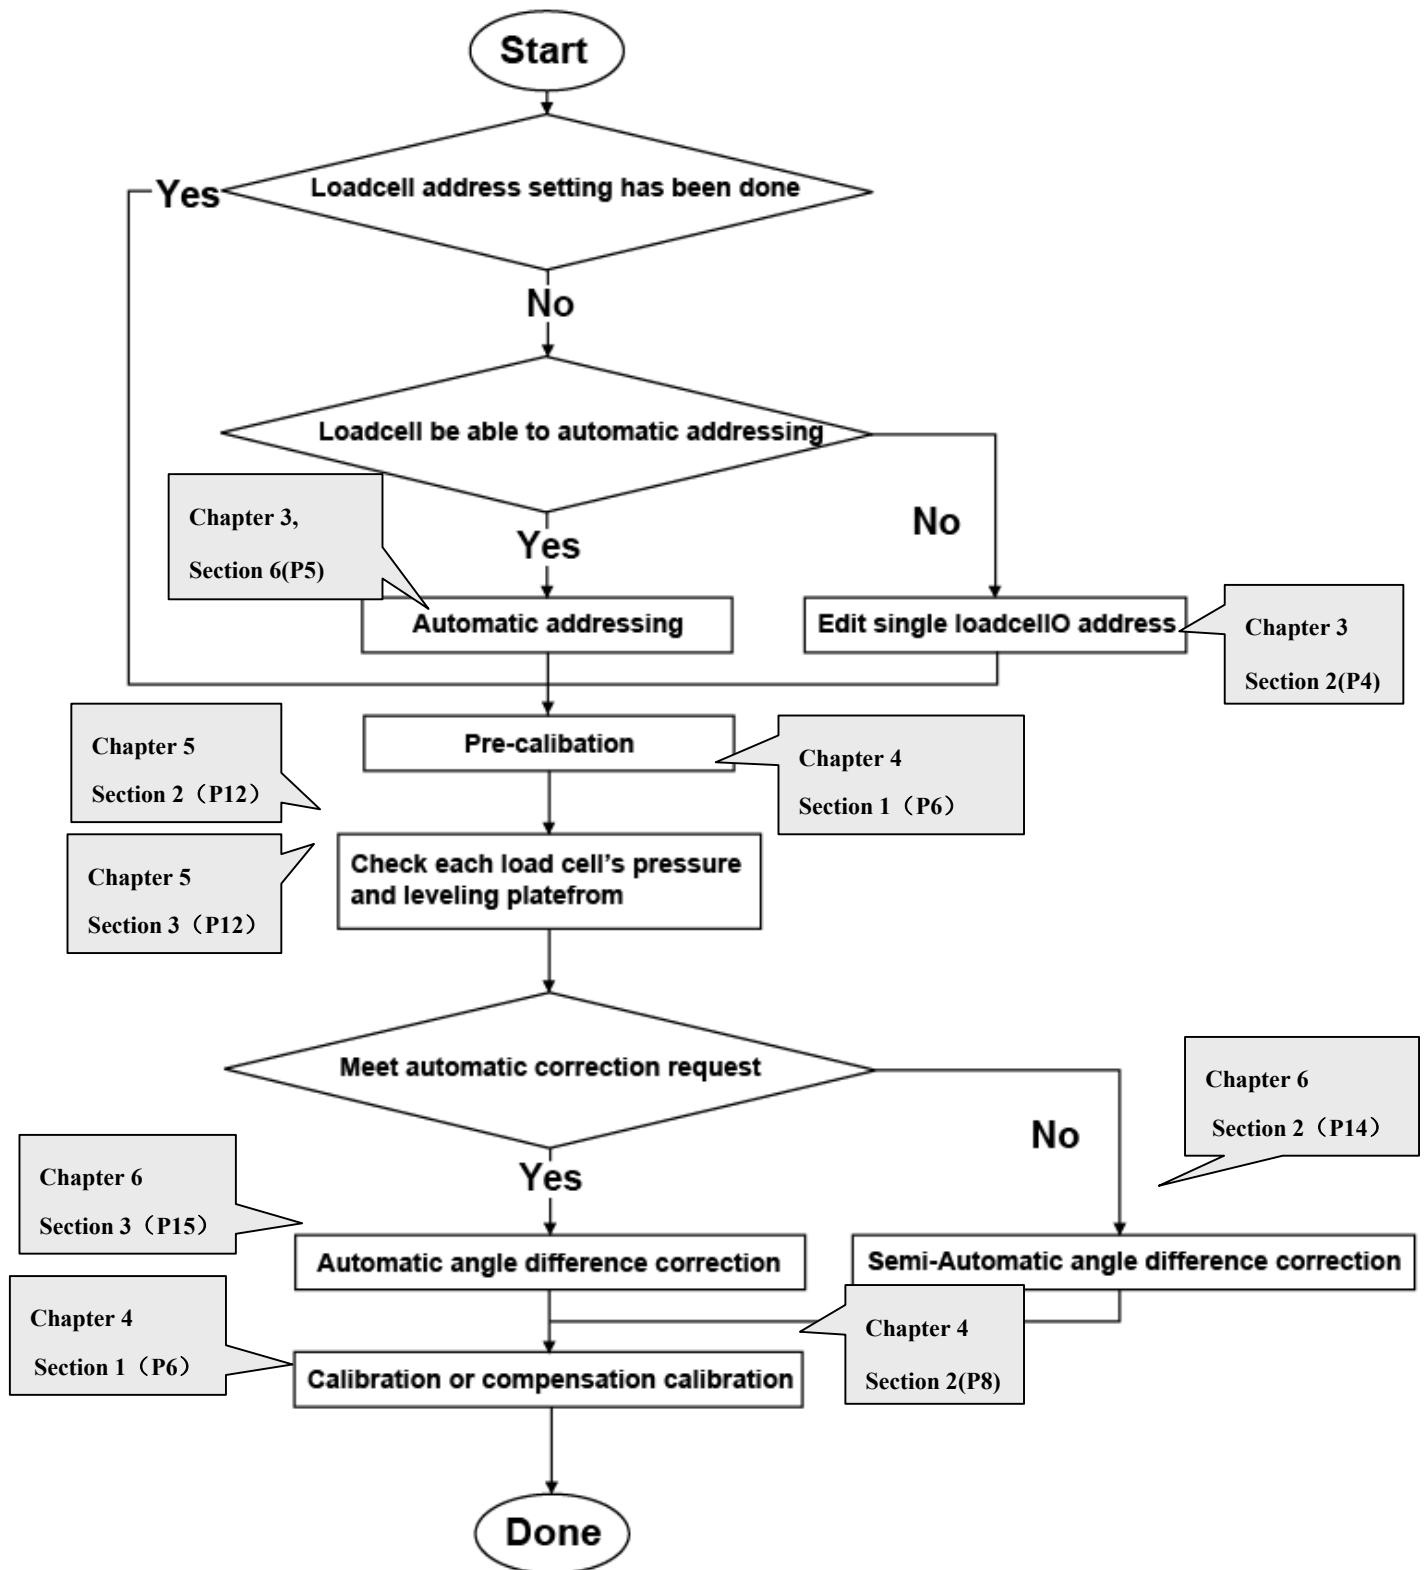 Start
Loadcell address setting has been done
Yes
No
Loadcell be able to automatic addressing
Chapter 3,
Section 6(P5)
Yes
No
Automatic addressing
Edit single loadcellIO address
Chapter 3
Section 2(P4)
Pre-calibation
Chapter 4
Section 1（P6）
Chapter 5
Section 2（P12）
Chapter 5
Section 3（P12）
Check each load cell's pressure
and leveling platefrom
Meet automatic correction request
Yes
No
Chapter 6
Section 2（P14）
Chapter 6
Section 3（P15）
Automatic angle difference correction
Semi-Automatic angle difference correction
Chapter 4
Section 1（P6）
Chapter 4
Section 2(P8)
Calibration or compensation calibration
Done